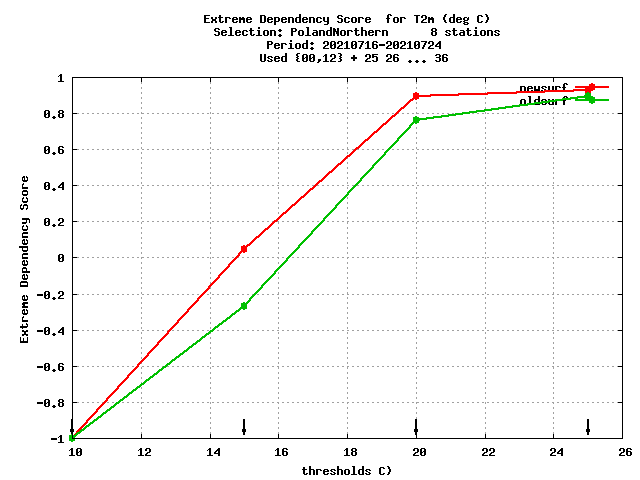 Extreme Dependency Score  for T2m (deg C)
Selection: PolandNorthern      8 stations
Period: 20210716-20210724
Used {00,12} + 25 26 ... 36
newsurf
oldsurf
1
0.8
0.6
0.4
0.2
0
-0.2
-0.4
-0.6
-0.8
-1
Extreme Dependency Score
10 12 14 16 18 20 22 24 26
thresholds C)